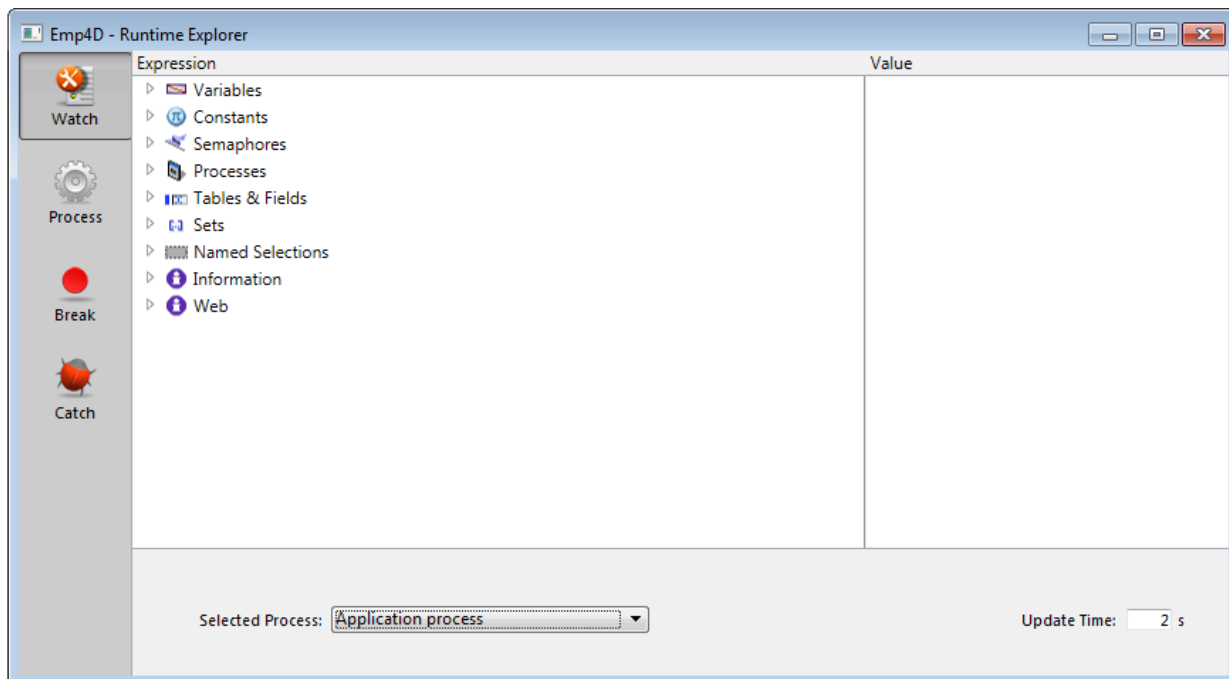 Emp4D - Runtime Explorer
Expression Value
Watch
Variables
Constants
Semaphores
Processes
Tables & Fields
Sets
Named Selections
Information
Web
Process
Break
Catch
Selected Process: Application process Update Time: 2 s